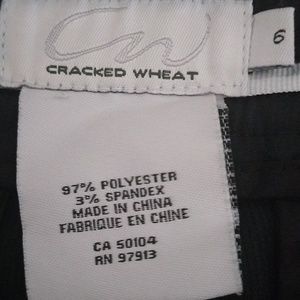 CRACKED WHEAT
6
97% POLYESTER
3% SPANDEX
MADE IN CHINA
FABRIQUE EN CHINE
CA 50104
RN 97913